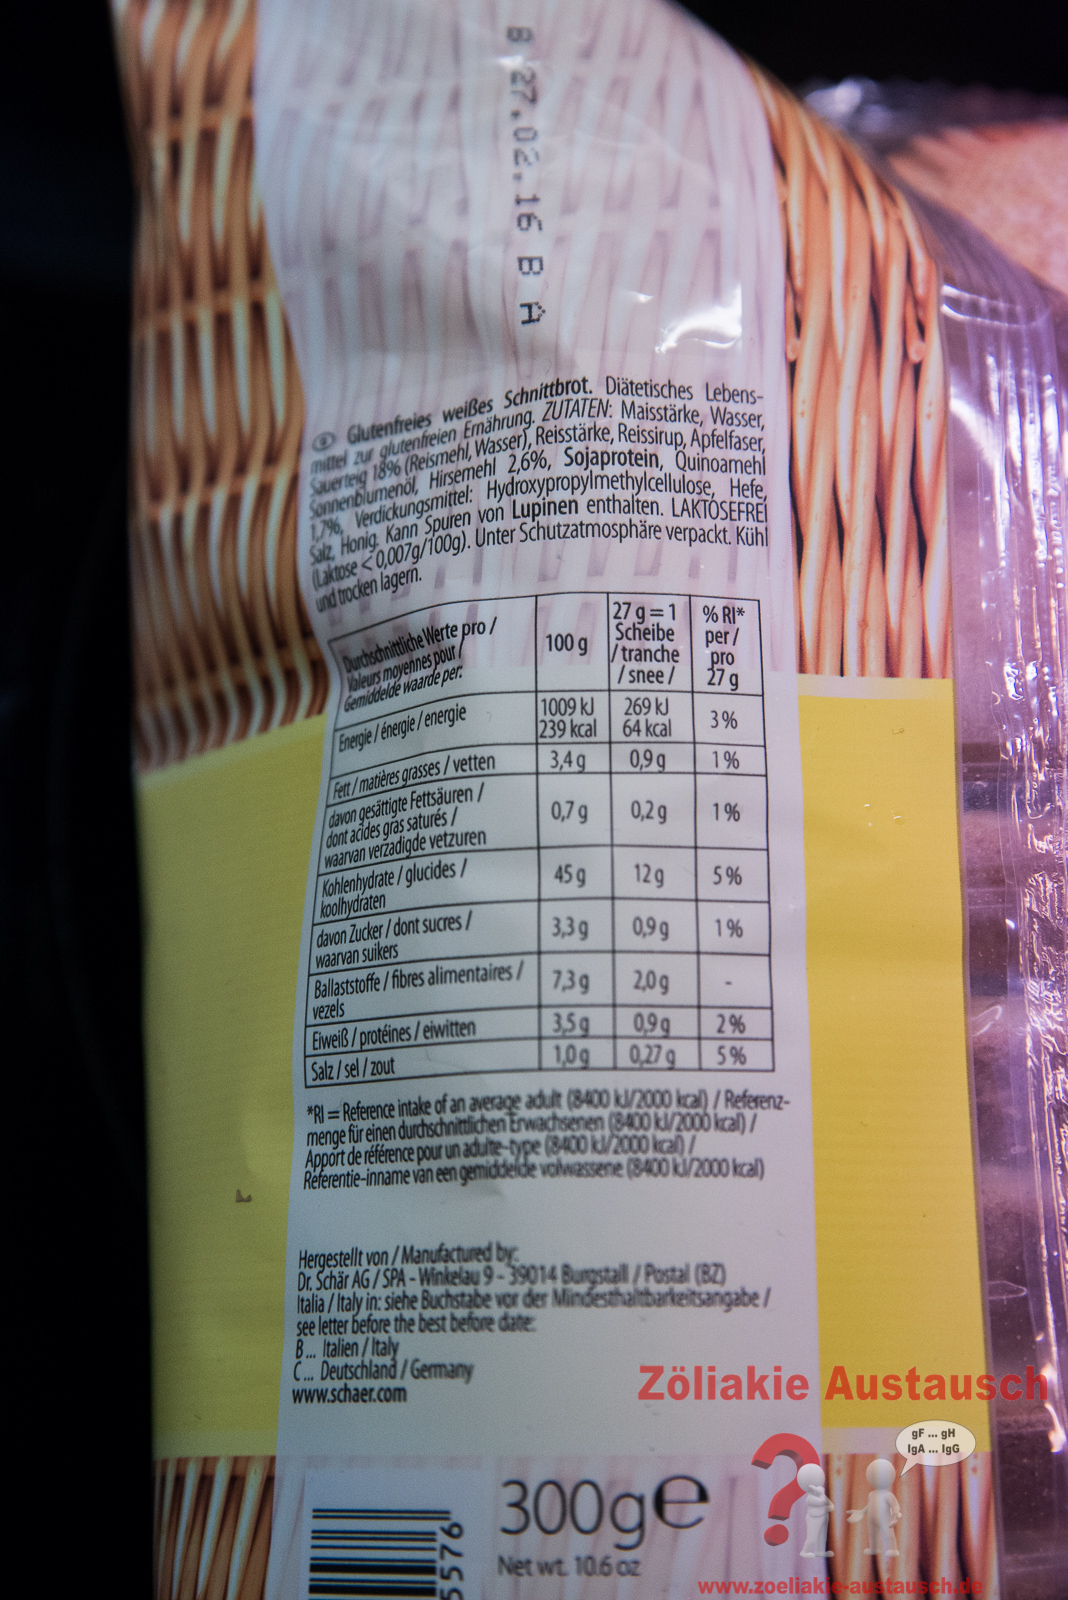 B 27.02.16 B A
Glutenfreies weißes Schnittbrot. Diätetisches Lebens-
mittel zur glutenfreien Ernährung. ZUTATEN: Maisstärke, Wasser,
Sauerteig 18% (Reismehl, Wasser), Reisstärke, Reissirup, Apfelfaser,
Sonnenblumenöl, Hirsemehl 2,6%, Sojaprotein, Quinoamehl
1,7%, Verdickungsmittel: Hydroxypropylmethylcellulose, Hefe,
Salz, Honig. Kann Spuren von Lupinen enthalten. LAKTOSEFREI
(Laktose < 0,007g/100g). Unter Schutzatmosphäre verpackt. Kühl
und trocken lagern.
Durchschnittliche Werte pro /
Valeurs moyennes pour /
Gemiddelde waarde per:
100 g
27 g = 1
Scheibe
/ tranche
/ snee /
% RI*
per /
pro
27 g
Energie / énergie / energie
1009 kJ
239 kcal
269 kJ
64 kcal
3%
Fett / matières grasses / vetten
3,4 g
0,9 g
1%
davon gesättigte Fettsäuren /
dont acides gras saturés /
waarvan verzadigde vetzuren
0,7 g
0,2 g
1%
Kohlenhydrate / glucides /
koolhydraten
45 g
12 g
5%
davon Zucker / dont sucres /
waarvan suikers
3,3 g
0,9 g
1%
Ballaststoffe / fibres alimentaires /
vezels
7,3 g
2,0 g
-
Eiweiß / protéines / eiwitten
3,5 g
0,9 g
2%
Salz / sel / zout
1,0 g
0,27 g
5%
*RI = Reference intake of an average adult (8400 kJ/2000 kcal) / Referenz-
menge für einen durchschnittlichen Erwachsenen (8400 kJ/2000 kcal) /
Apport de référence pour un adulte-type (8400 kJ/2000 kcal) /
Referentie-inname van een gemiddelde volwassene (8400 kJ/2000 kcal)
Hergestellt von / Manufactured by:
Dr. Schär AG / SPA - Winkelau 9 - 39014 Burgstall / Postal (BZ)
Italia / Italy in: siehe Buchstabe vor der Mindesthaltbarkeitsangabe /
see letter before the best before date:
B ... Italien / Italy
C ... Deutschland / Germany
www.schaer.com
Zöliakie Austausch
gF ... gH
IgA ... IgG
300g e
Net wt. 10.6 oz
5576
www.zoeliakie-austausch.de